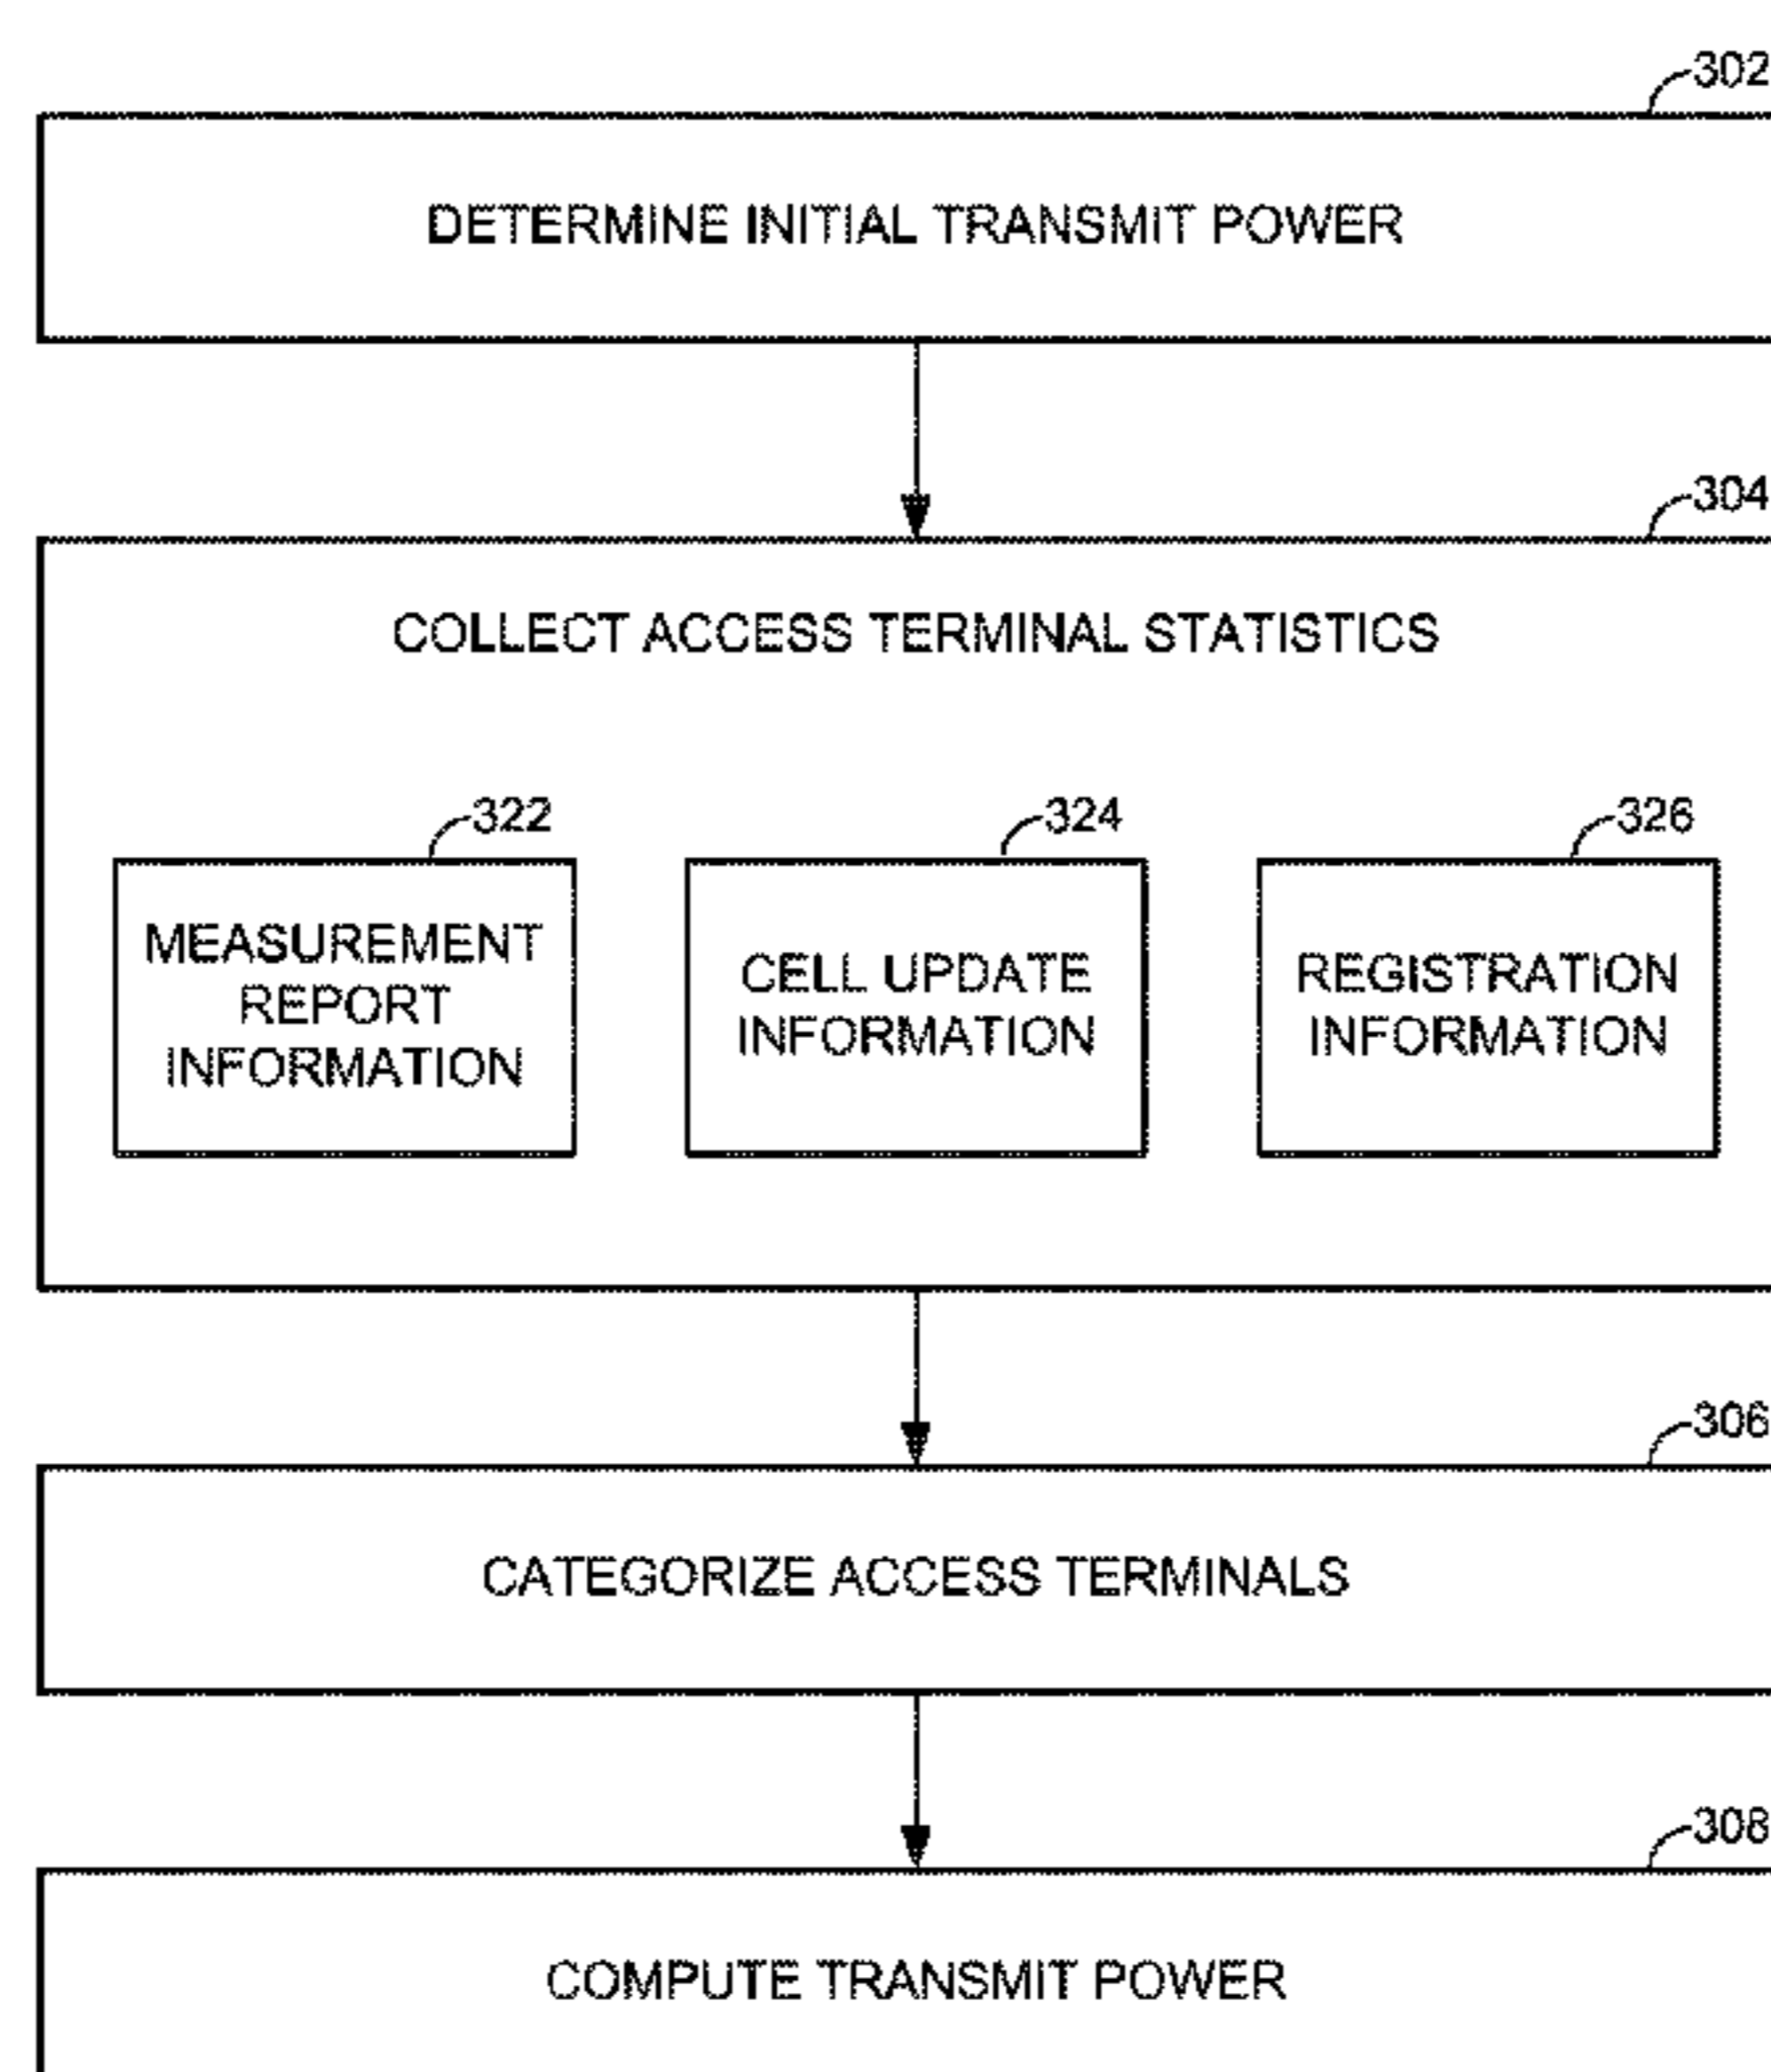 302
DETERMINE INITIAL TRANSMIT POWER
304
COLLECT ACCESS TERMINAL STATISTICS
322
MEASUREMENT
REPORT
INFORMATION
324
CELL UPDATE
INFORMATION
326
REGISTRATION
INFORMATION
306
CATEGORIZE ACCESS TERMINALS
308
COMPUTE TRANSMIT POWER